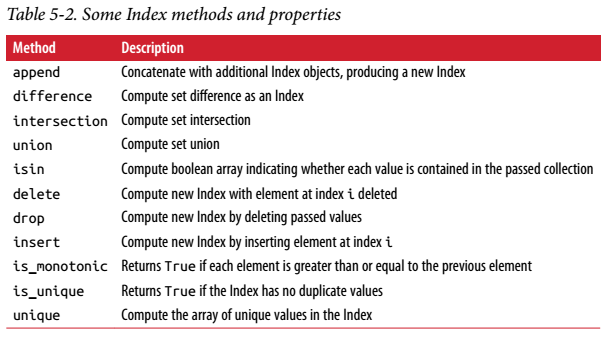 Table 5-2. Some Index methods and properties
Method Description
append Concatenate with additional Index objects, producing a new Index
difference Compute set difference as an Index
intersection Compute set intersection
union Compute set union
isin Compute boolean array indicating whether each value is contained in the passed collection
delete Compute new Index with element at index i deleted
drop Compute new Index by deleting passed values
insert Compute new Index by inserting element at index i
is_monotonic Returns True if each element is greater than or equal to the previous element
is_unique Returns True if the Index has no duplicate values
unique Compute the array of unique values in the Index